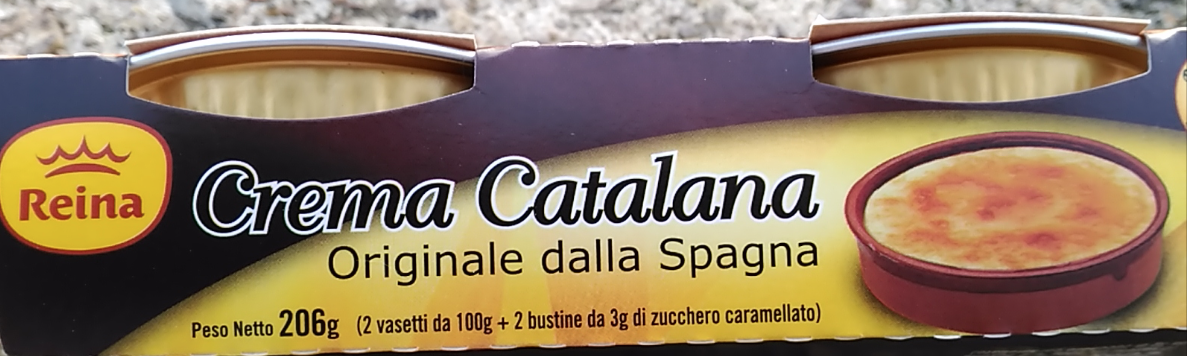 Reina
Crema Catalana
Originale dalla Spagna
Peso Netto 206g (2 vasetti da 100g + 2 bustine da 3g di zucchero caramellato)